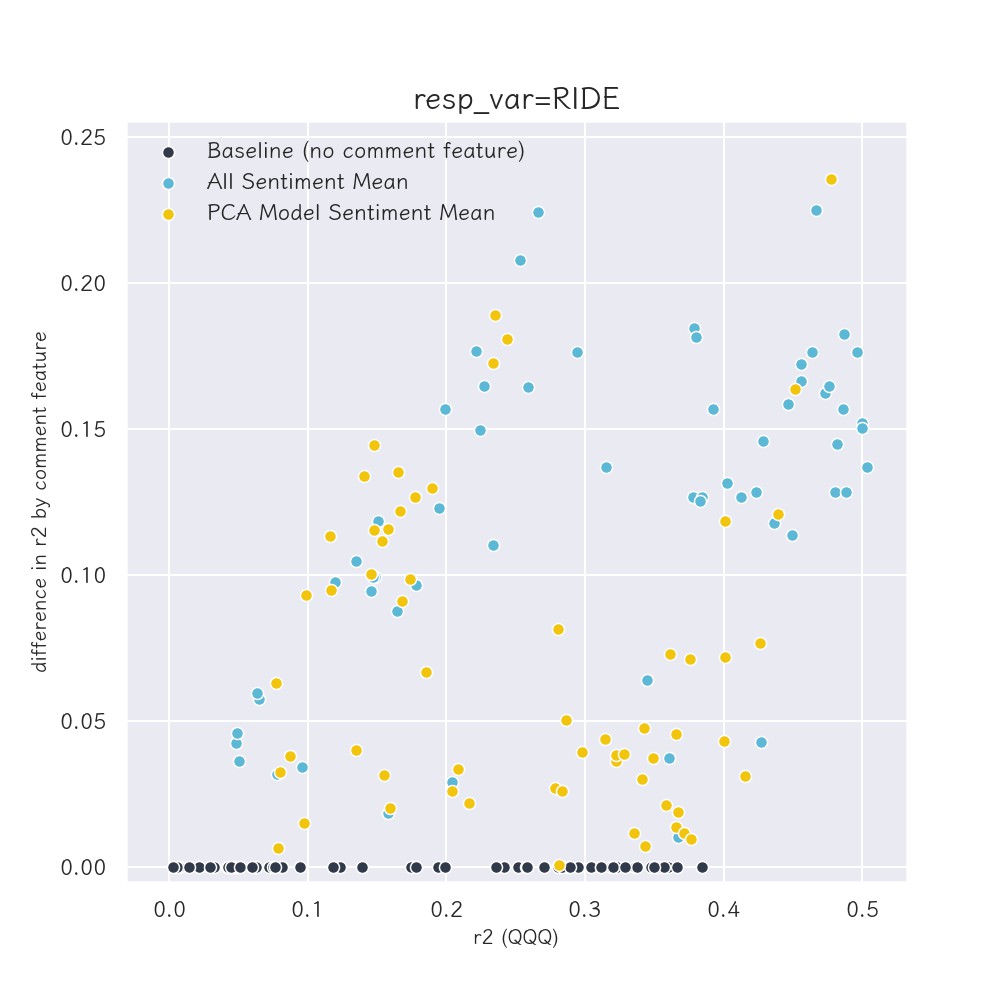 resp_var=RIDE
0.25
0.20
0.15
0.10
0.05
0.00
difference in r2 by comment feature
Baseline (no comment feature)
All Sentiment Mean
PCA Model Sentiment Mean
0.0 0.1 0.2 0.3 0.4 0.5
r2 (QQQ)